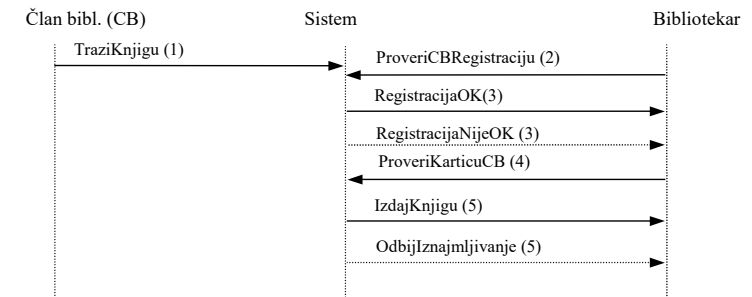 Član bibl. (CB) Sistem Bibliotekar
TraziKnjigu (1)
ProveriCBRegistraciju (2)
RegistracijaOK(3)
RegistracijaNijeOK (3)
ProveriKarticuCB (4)
IzdajKnjigu (5)
OdbijIznajmljivanje (5)